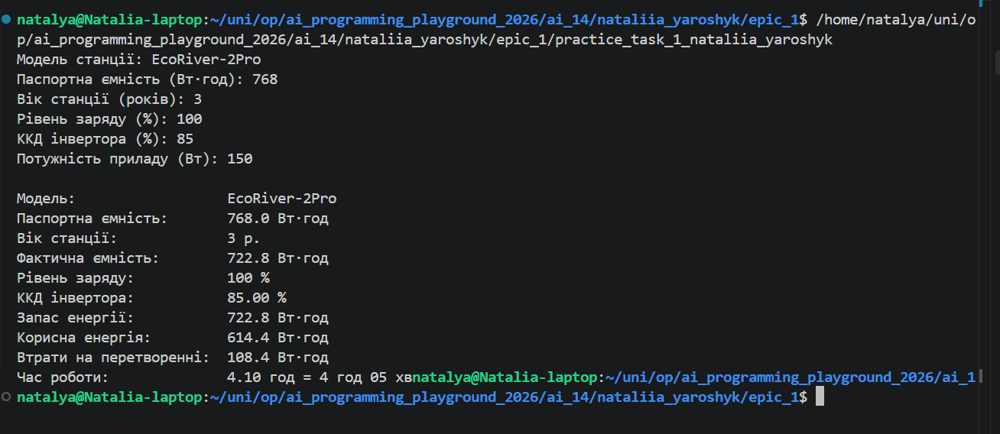 natalya@Natalia-laptop:~/uni/op/ai_programming_playground_2026/ai_14/nataliia_yaroshyk/epic_1$ /home/natalya/uni/o
p/ai_programming_playground_2026/ai_14/nataliia_yaroshyk/epic_1/practice_task_1_nataliia_yaroshyk
Модель станції: EcoRiver-2Pro
Паспортна ємність (Вт·год): 768
Вік станції (років): 3
Рівень заряду (%): 100
ККД інвертора (%): 85
Потужність приладу (Вт): 150
Модель: EcoRiver-2Pro
Паспортна ємність: 768.0 Вт·год
Вік станції: 3 р.
Фактична ємність: 722.8 Вт·год
Рівень заряду: 100 %
ККД інвертора: 85.00 %
Запас енергії: 722.8 Вт·год
Корисна енергія: 614.4 Вт·год
Втрати на перетворенні: 108.4 Вт·год
Час роботи: 4.10 год = 4 год 05 хвnatalya@Natalia-laptop:~/uni/op/ai_programming_playground_2026/ai_1
natalya@Natalia-laptop:~/uni/op/ai_programming_playground_2026/ai_14/nataliia_yaroshyk/epic_1$